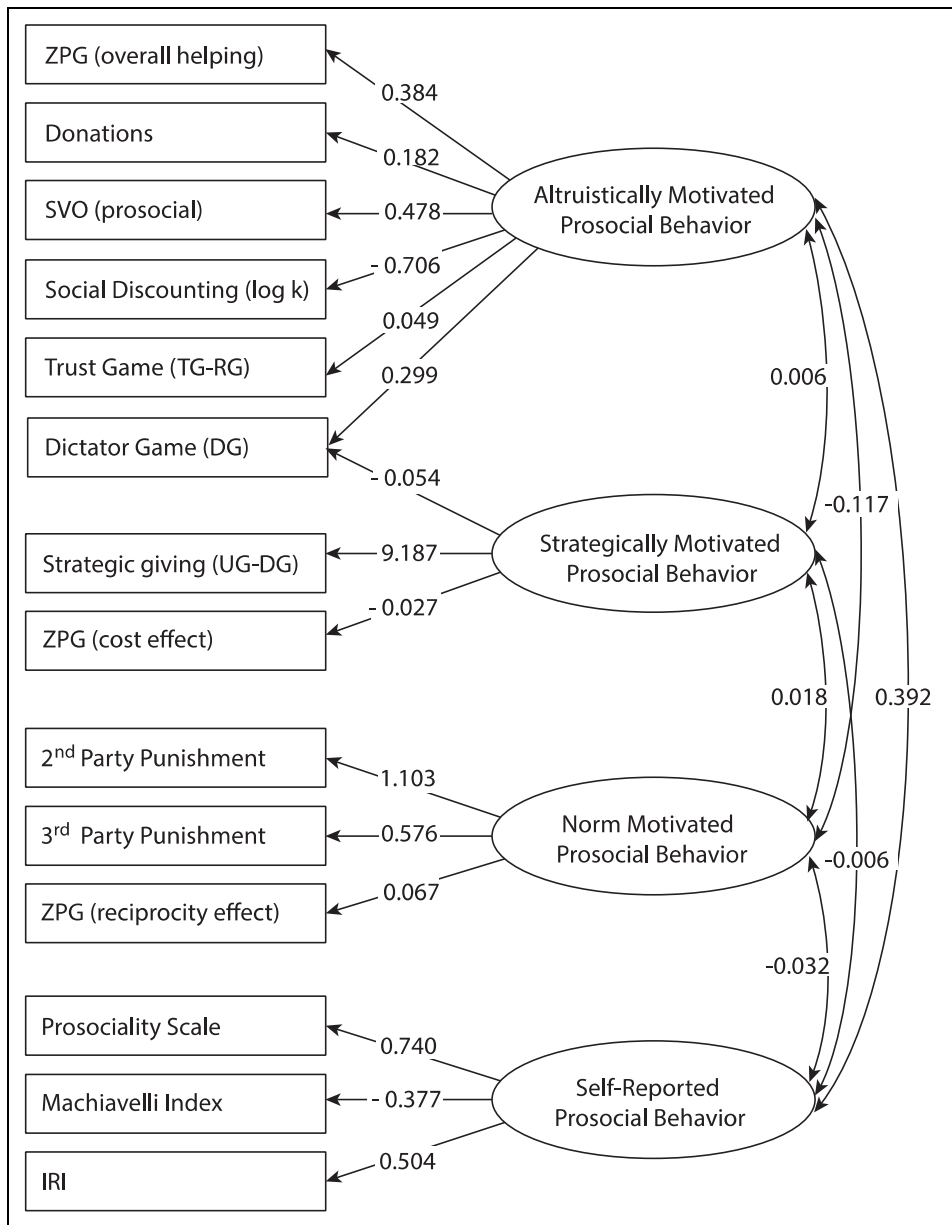 ZPG (overall helping)
0.384
Donations
0.182
Altruistically Motivated
Prosocial Behavior
SVO (prosocial)
0.478
- 0.706
Social Discounting (log k)
0.049
Trust Game (TG-RG)
0.299
0.006
Dictator Game (DG)
- 0.054
-0.117
Strategic giving (UG-DG)
9.187
Strategically Motivated
Prosocial Behavior
- 0.027
ZPG (cost effect)
0.018
0.392
2nd Party Punishment
1.103
3rd Party Punishment
0.576
Norm Motivated
Prosocial Behavior
-0.006
0.067
ZPG (reciprocity effect)
-0.032
Prosociality Scale
0.740
Machiavelli Index
- 0.377
Self-Reported
Prosocial Behavior
0.504
IRI